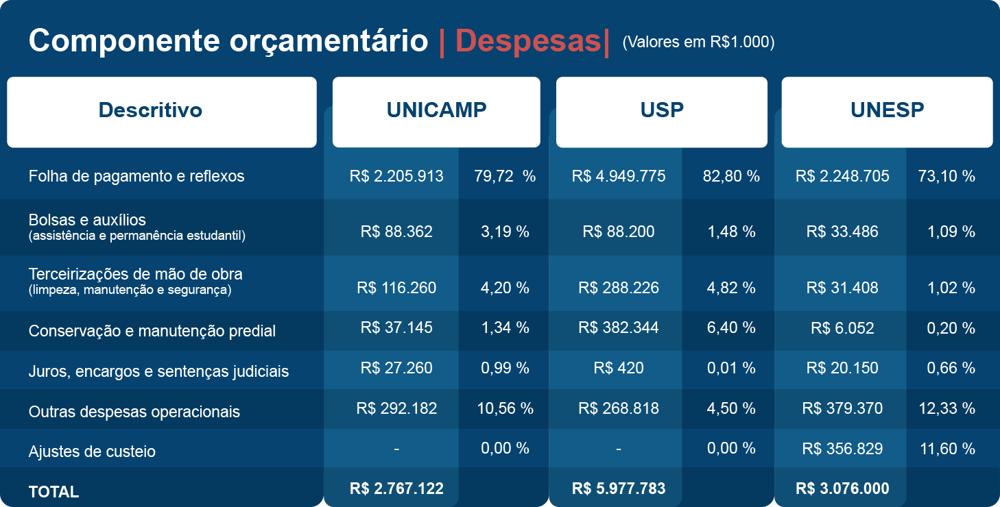 Componente orçamentário | Despesas| (Valores em R$1.000)
Descritivo UNICAMP USP UNESP
Folha de pagamento e reflexos R$ 2.205.913 79,72 % R$ 4.949.775 82,80 % R$ 2.248.705 73,10 %
Bolsas e auxílios
(assistência e permanência estudantil) R$ 88.362 3,19 % R$ 88.200 1,48 % R$ 33.486 1,09 %
Terceirizações de mão de obra
(limpeza, manutenção e segurança) R$ 116.260 4,20 % R$ 288.226 4,82 % R$ 31.408 1,02 %
Conservação e manutenção predial R$ 37.145 1,34 % R$ 382.344 6,40 % R$ 6.052 0,20 %
Juros, encargos e sentenças judiciais R$ 27.260 0,99 % R$ 420 0,01 % R$ 20.150 0,66 %
Outras despesas operacionais R$ 292.182 10,56 % R$ 268.818 4,50 % R$ 379.370 12,33 %
Ajustes de custeio - 0,00 % - 0,00 % R$ 356.829 11,60 %
TOTAL R$ 2.767.122 R$ 5.977.783 R$ 3.076.000